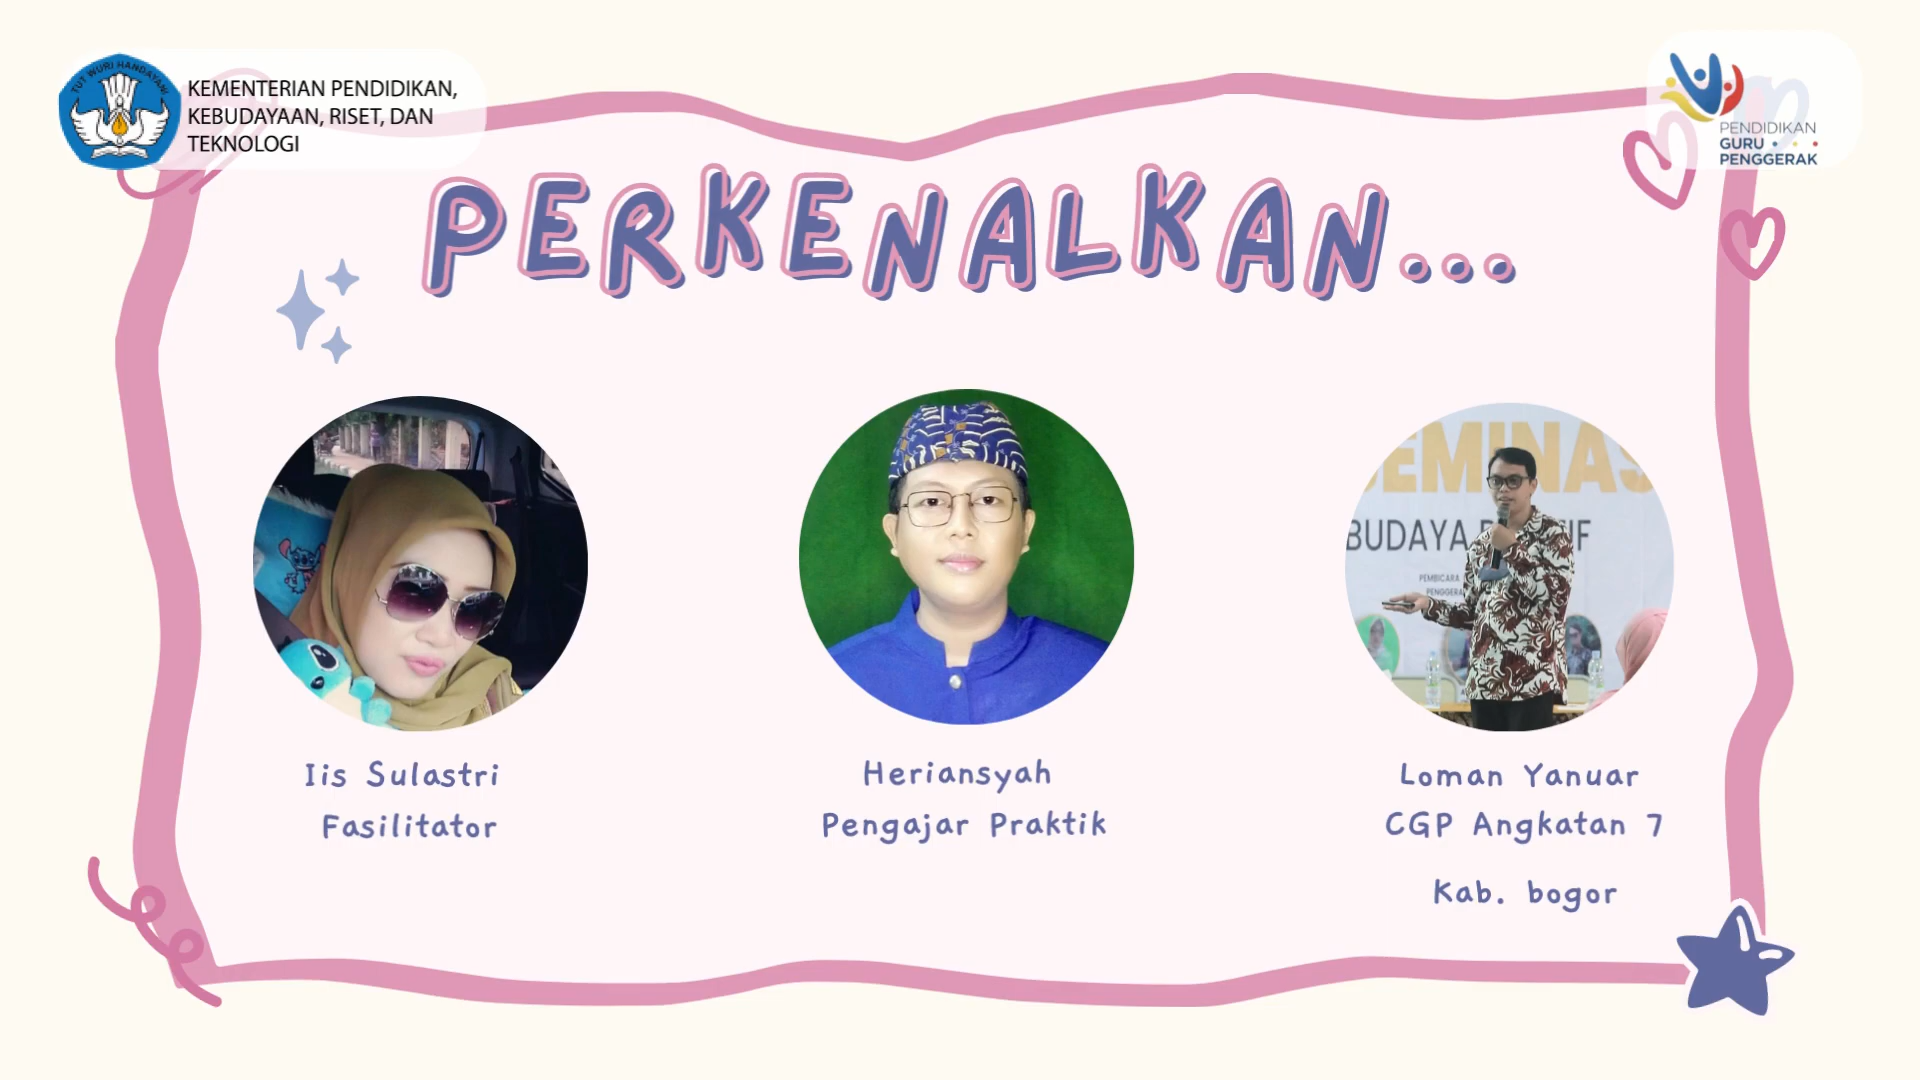 TUT WURI HANDAYANI
KEMENTERIAN PENDIDIKAN,
KEBUDAYAAN, RISET, DAN
TEKNOLOGI
PENDIDIKAN
GURU
PENGGERAK
PERKENALKAN...
BUDAYA
PEMBICARA
Iis Sulastri
Fasilitator
Heriansyah
Pengajar Praktik
Loman Yanuar
CGP Angkatan 7
Kab. bogor